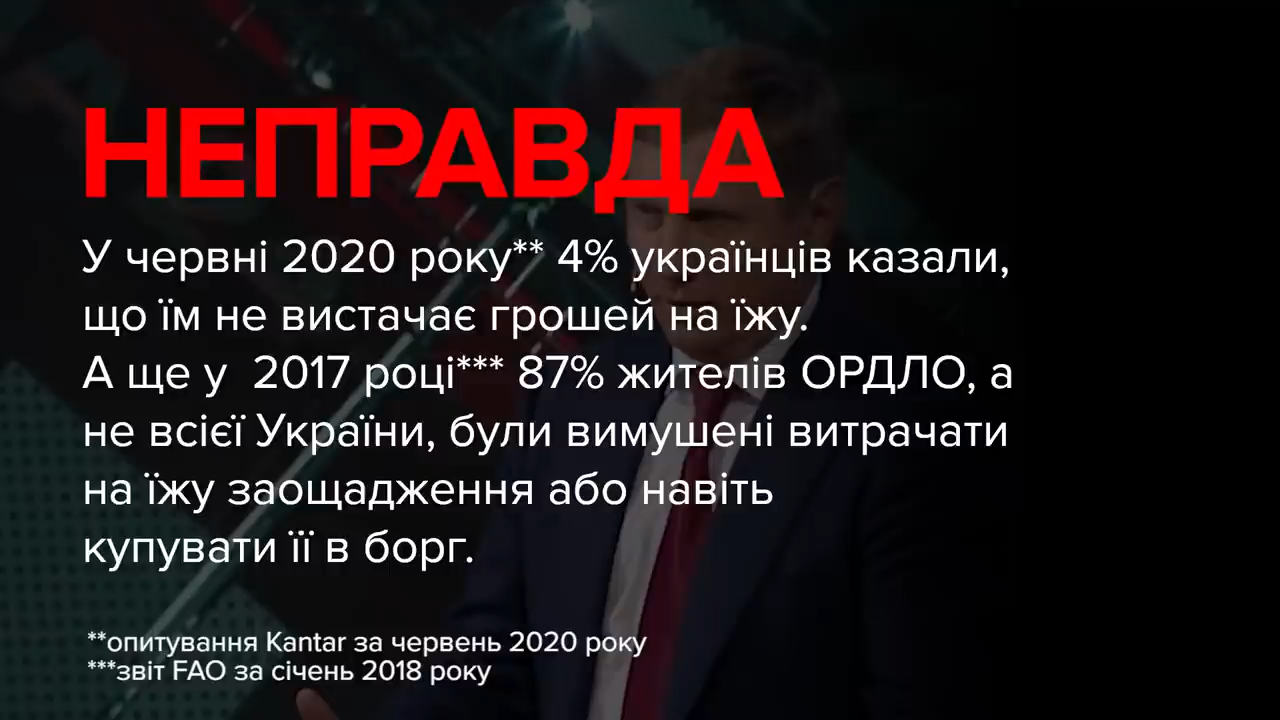 НЕПРАВДА
У червні 2020 року** 4% українців казали,
що їм не вистачає грошей на їжу.
А ще у 2017 році*** 87% жителів ОРДЛО, а
не всієї України, були вимушені витрачати
на їжу заощадження або навіть
купувати її в борг.
**опитування Kantar за червень 2020 року
***звіт FAO за січень 2018 року